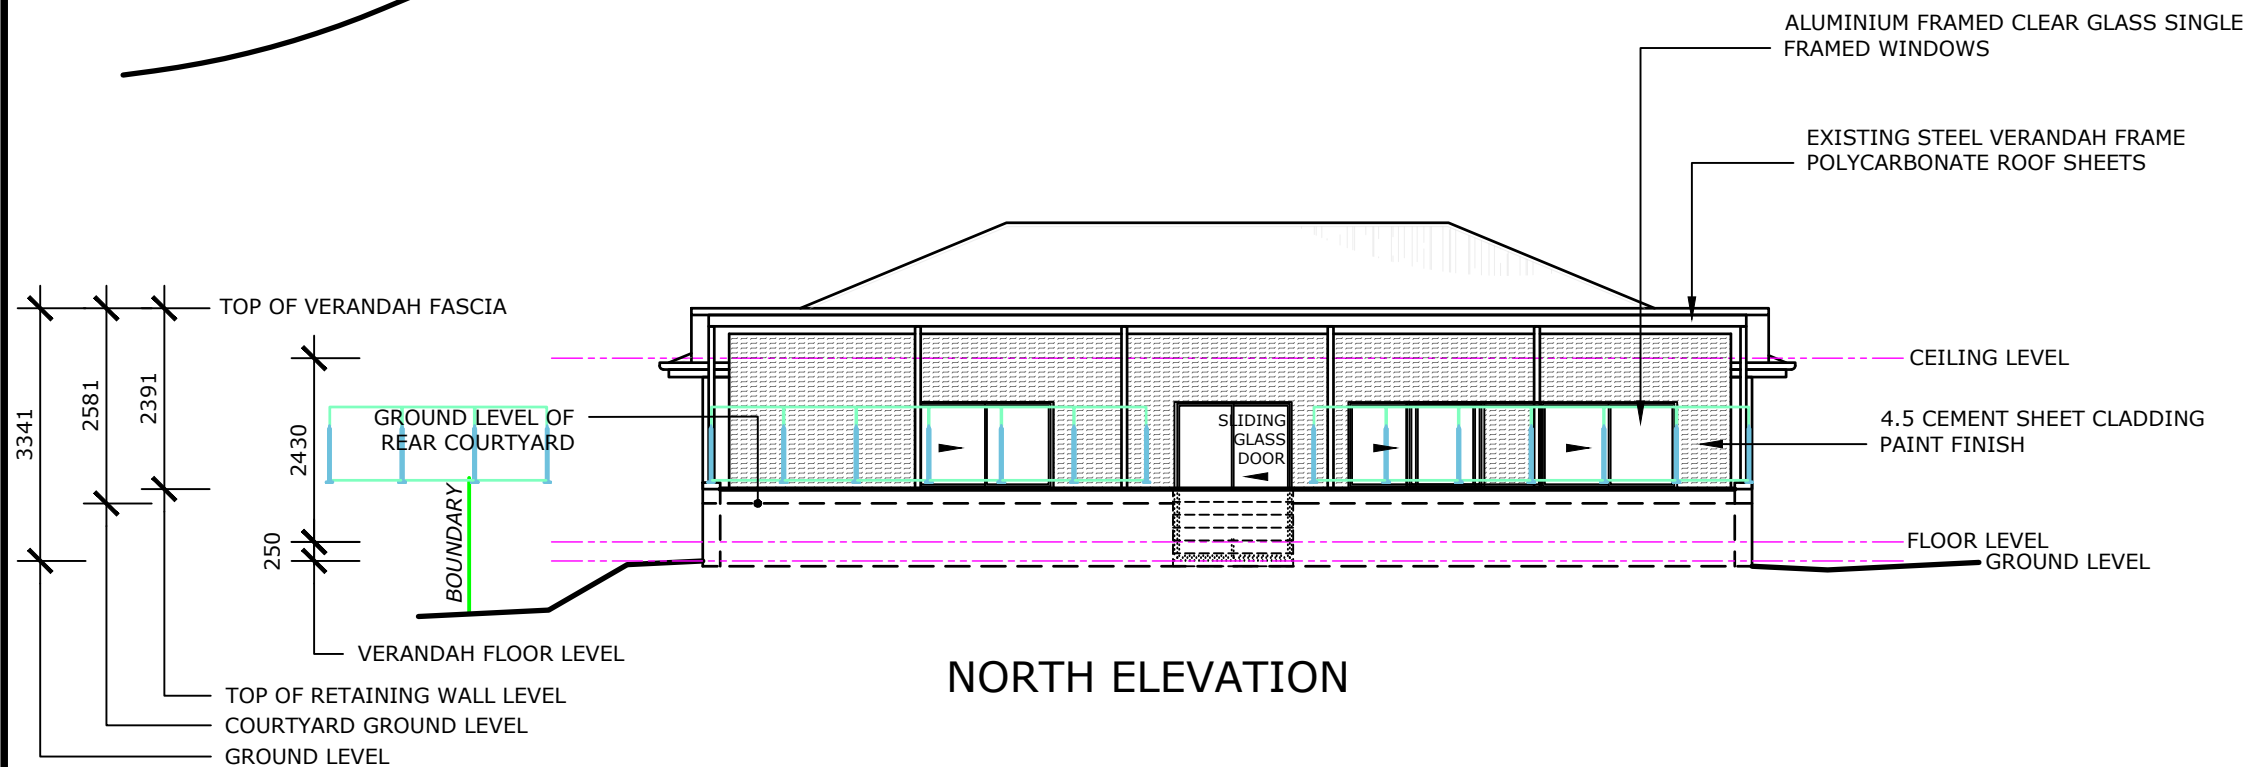 ALUMINIUM FRAMED CLEAR GLASS SINGLE
FRAMED WINDOWS
EXISTING STEEL VERANDAH FRAME
POLYCARBONATE ROOF SHEETS
TOP OF VERANDAH FASCIA
CEILING LEVEL
3341
2581
2391
2430
250
GROUND LEVEL OF
REAR COURTYARD
SLIDING
GLASS
DOOR
4.5 CEMENT SHEET CLADDING
PAINT FINISH
BOUNDARY
FLOOR LEVEL
GROUND LEVEL
VERANDAH FLOOR LEVEL
TOP OF RETAINING WALL LEVEL
COURTYARD GROUND LEVEL
GROUND LEVEL
NORTH ELEVATION